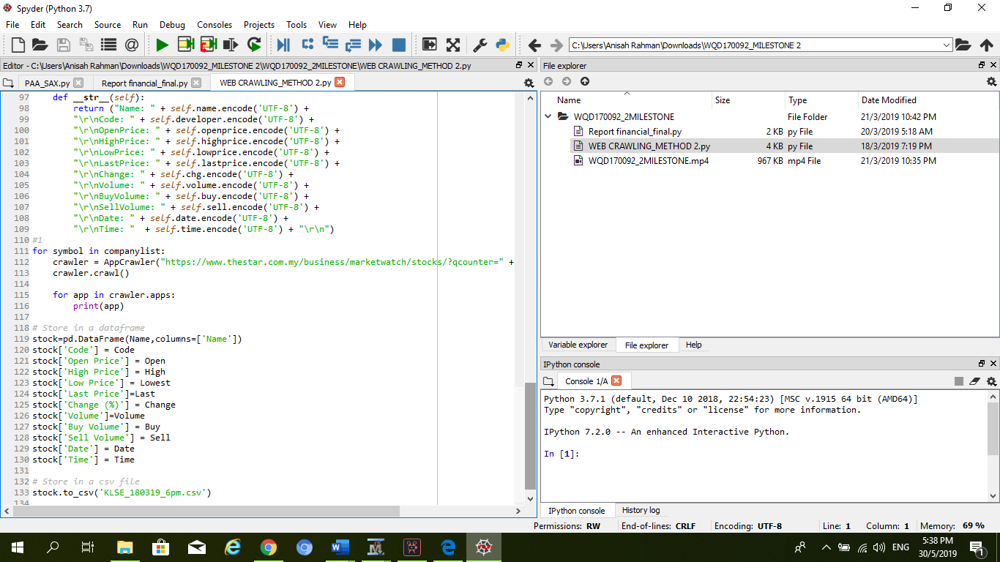 Spyder (Python 3.7)
File Edit Search Source Run Debug Consoles Projects Tools View Help
C:\Users\Anisah Rahman\Downloads\WQD170092_MILESTONE 2
Editor - C:\Users\Anisah Rahman\Downloads\WQD170092_MILESTONE 2\WQD170092_2MILESTONE\WEB CRAWLING_METHOD 2.py
PAA_SAX.py Report financial_final.py WEB CRAWLING_METHOD 2.py
97 def __str__(self):
98 return ("Name: " + self.name.encode('UTF-8') +
99 "\r\nCode: " + self.developer.encode('UTF-8') +
100 "\r\nOpenPrice: " + self.openprice.encode('UTF-8') +
101 "\r\nHighPrice: " + self.highprice.encode('UTF-8') +
102 "\r\nLowPrice: " + self.lowprice.encode('UTF-8') +
103 "\r\nLastPrice: " + self.lastprice.encode('UTF-8') +
104 "\r\nChange: " + self.chg.encode('UTF-8') +
105 "\r\nVolume: " + self.volume.encode('UTF-8') +
106 "\r\nBuyVolume: " + self.buy.encode('UTF-8') +
107 "\r\nSellVolume: " + self.sell.encode('UTF-8') +
108 "\r\nDate: " + self.date.encode('UTF-8') +
109 "\r\nTime: "  + self.time.encode('UTF-8') + "\r\n")
110 #1
111 for symbol in companylist:
112 crawler = AppCrawler("https://www.thestar.com.my/business/marketwatch/stocks/?qcounter=" +
113 crawler.crawl()
114
115 for app in crawler.apps:
116 print(app)
117
118 # Store in a dataframe
119 stock=pd.DataFrame(Name,columns=['Name'])
120 stock['Code'] = Code
121 stock['Open Price'] = Open
122 stock['High Price'] = High
123 stock['Low Price'] = Lowest
124 stock['Last Price']=Last
125 stock['Change (%)'] = Change
126 stock['Volume']=Volume
127 stock['Buy Volume'] = Buy
128 stock['Sell Volume'] = Sell
129 stock['Date'] = Date
130 stock['Time'] = Time
131
132 # Store in a csv file
133 stock.to_csv('KLSE_180319_6pm.csv')
134
File explorer
Name Size Type Date Modified
WQD170092_2MILESTONE File Folder 21/3/2019 10:42 PM
Report financial_final.py 2 KB py File 20/3/2019 5:18 AM
WEB CRAWLING_METHOD 2.py 4 KB py File 18/3/2019 7:19 PM
WQD170092_2MILESTONE.mp4 967 KB mp4 File 21/3/2019 10:35 PM
Variable explorer File explorer Help
IPython console
Console 1/A
Python 3.7.1 (default, Dec 10 2018, 22:54:23) [MSC v.1915 64 bit (AMD64)]
Type "copyright", "credits" or "license" for more information.
IPython 7.2.0 -- An enhanced Interactive Python.
In [1]:
IPython console History log
Permissions: RW End-of-lines: CRLF Encoding: UTF-8 Line: 1 Column: 1 Memory: 69 %
ENG
5:38 PM
30/5/2019
1